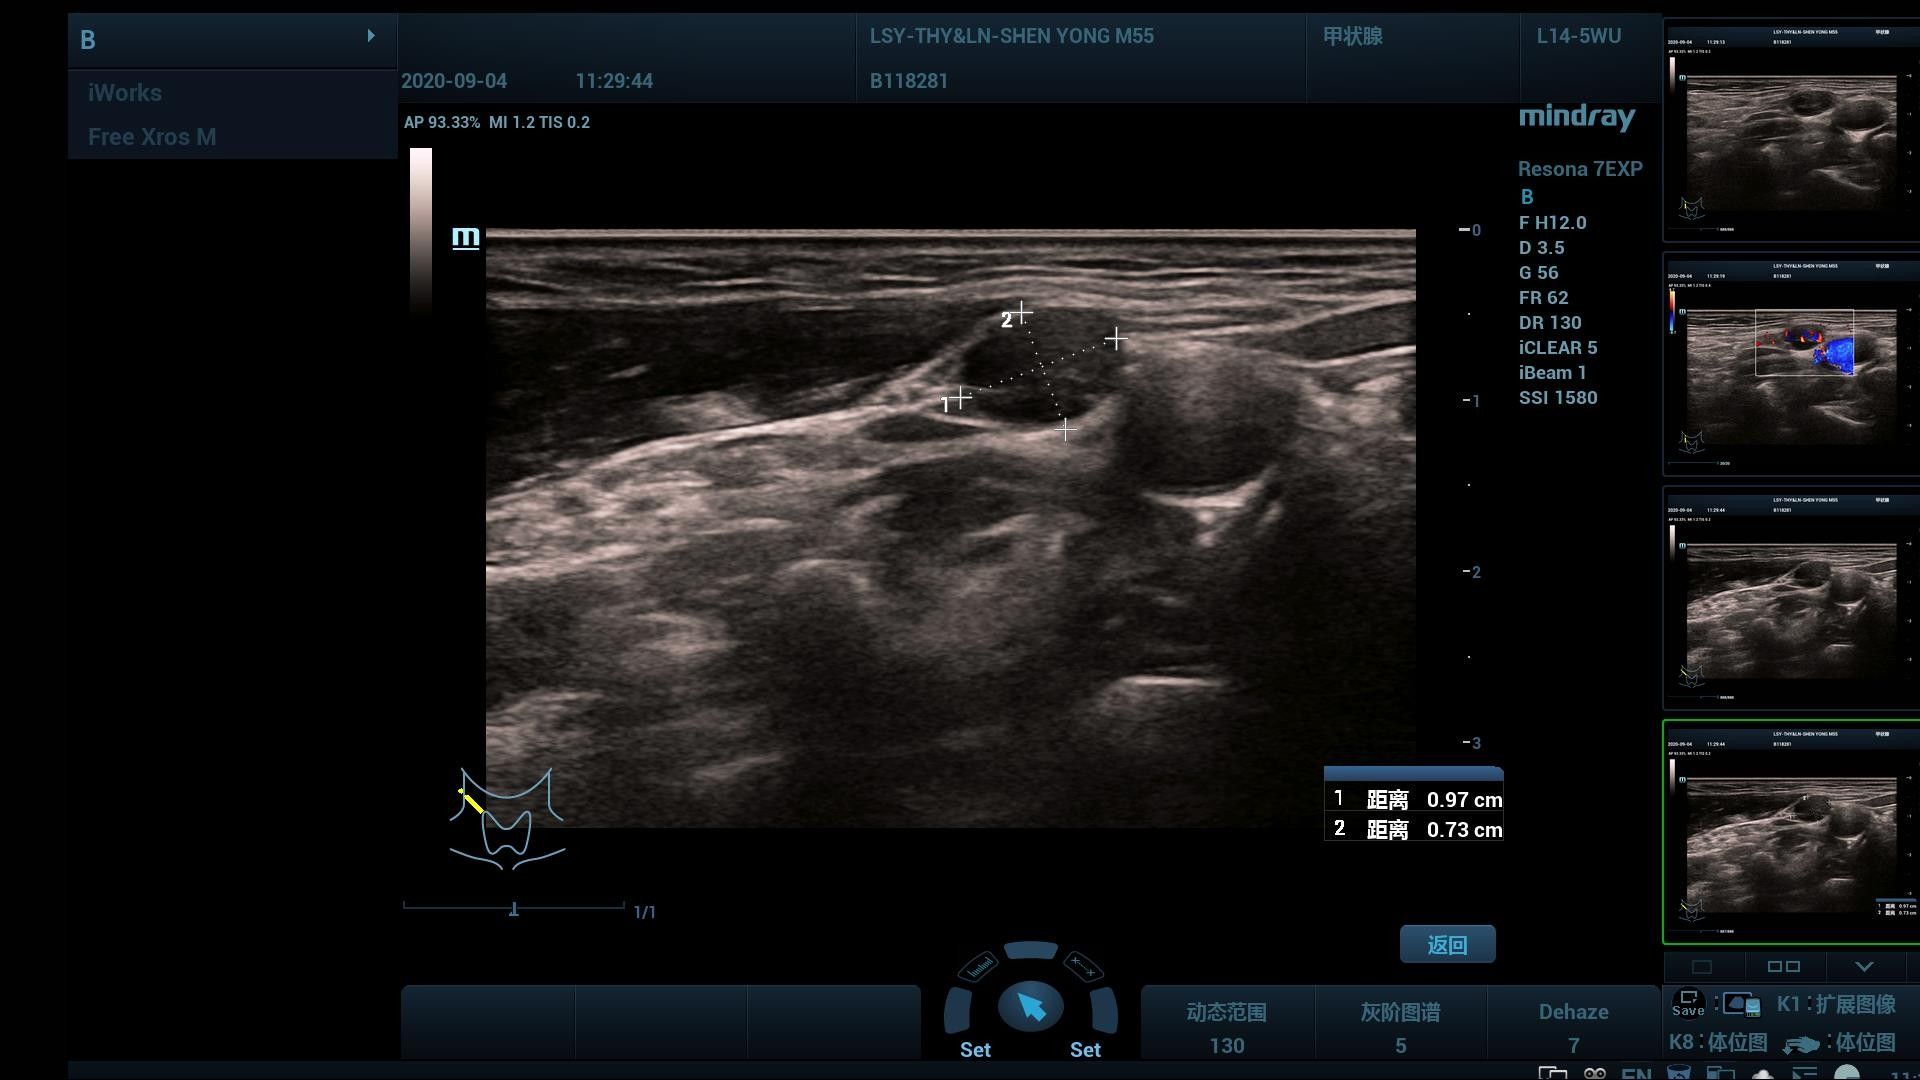 B
LSY-THY&LN-SHEN YONG M55
甲状腺
L14-5WU
2020-09-04 11:29:44
B118281
iWorks
Free Xros M
AP 93.33% MI 1.2 TIS 0.2
mindray
Resona 7EXP
B
F H12.0
D 3.5
G 56
FR 62
DR 130
iCLEAR 5
iBeam 1
SSI 1580
m
0
1
2
3
2
1
1 距离 0.97 cm
2 距离 0.73 cm
1/1
返回
Set
Set
动态范围
130
灰阶图谱
5
Dehaze
7
Save
: K1:扩展图像
K8:体位图
:体位图
EN